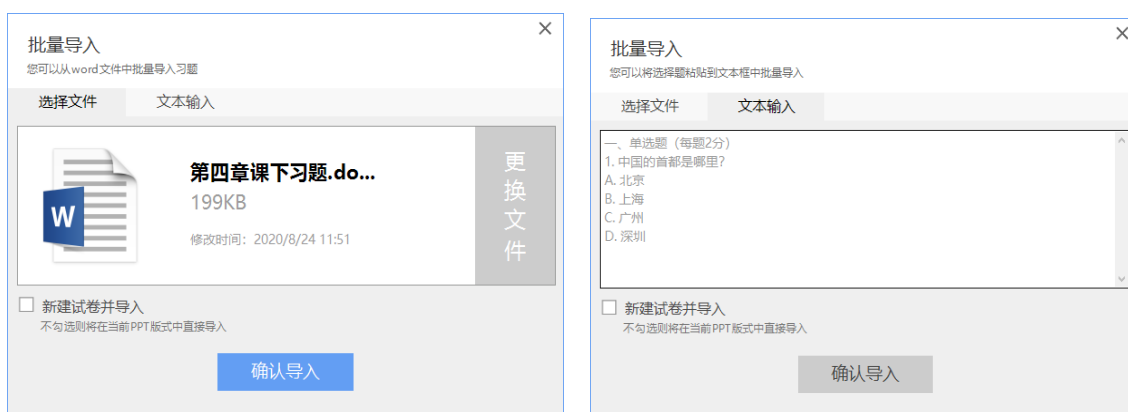 批量导入
您可以从word文件中批量导入习题
选择文件
文本输入
W
第四章课下习题.do...
199KB
修改时间：2020/8/24 11:51
更换文件
新建试卷并导入
不勾选则将在当前PPT版式中直接导入
确认导入
批量导入
您可以将选择题粘贴到文本框中批量导入
选择文件
文本输入
一、单选题（每题2分）
1. 中国的首都是哪里?
A. 北京
B. 上海
C. 广州
D. 深圳
新建试卷并导入
不勾选则将在当前PPT版式中直接导入
确认导入